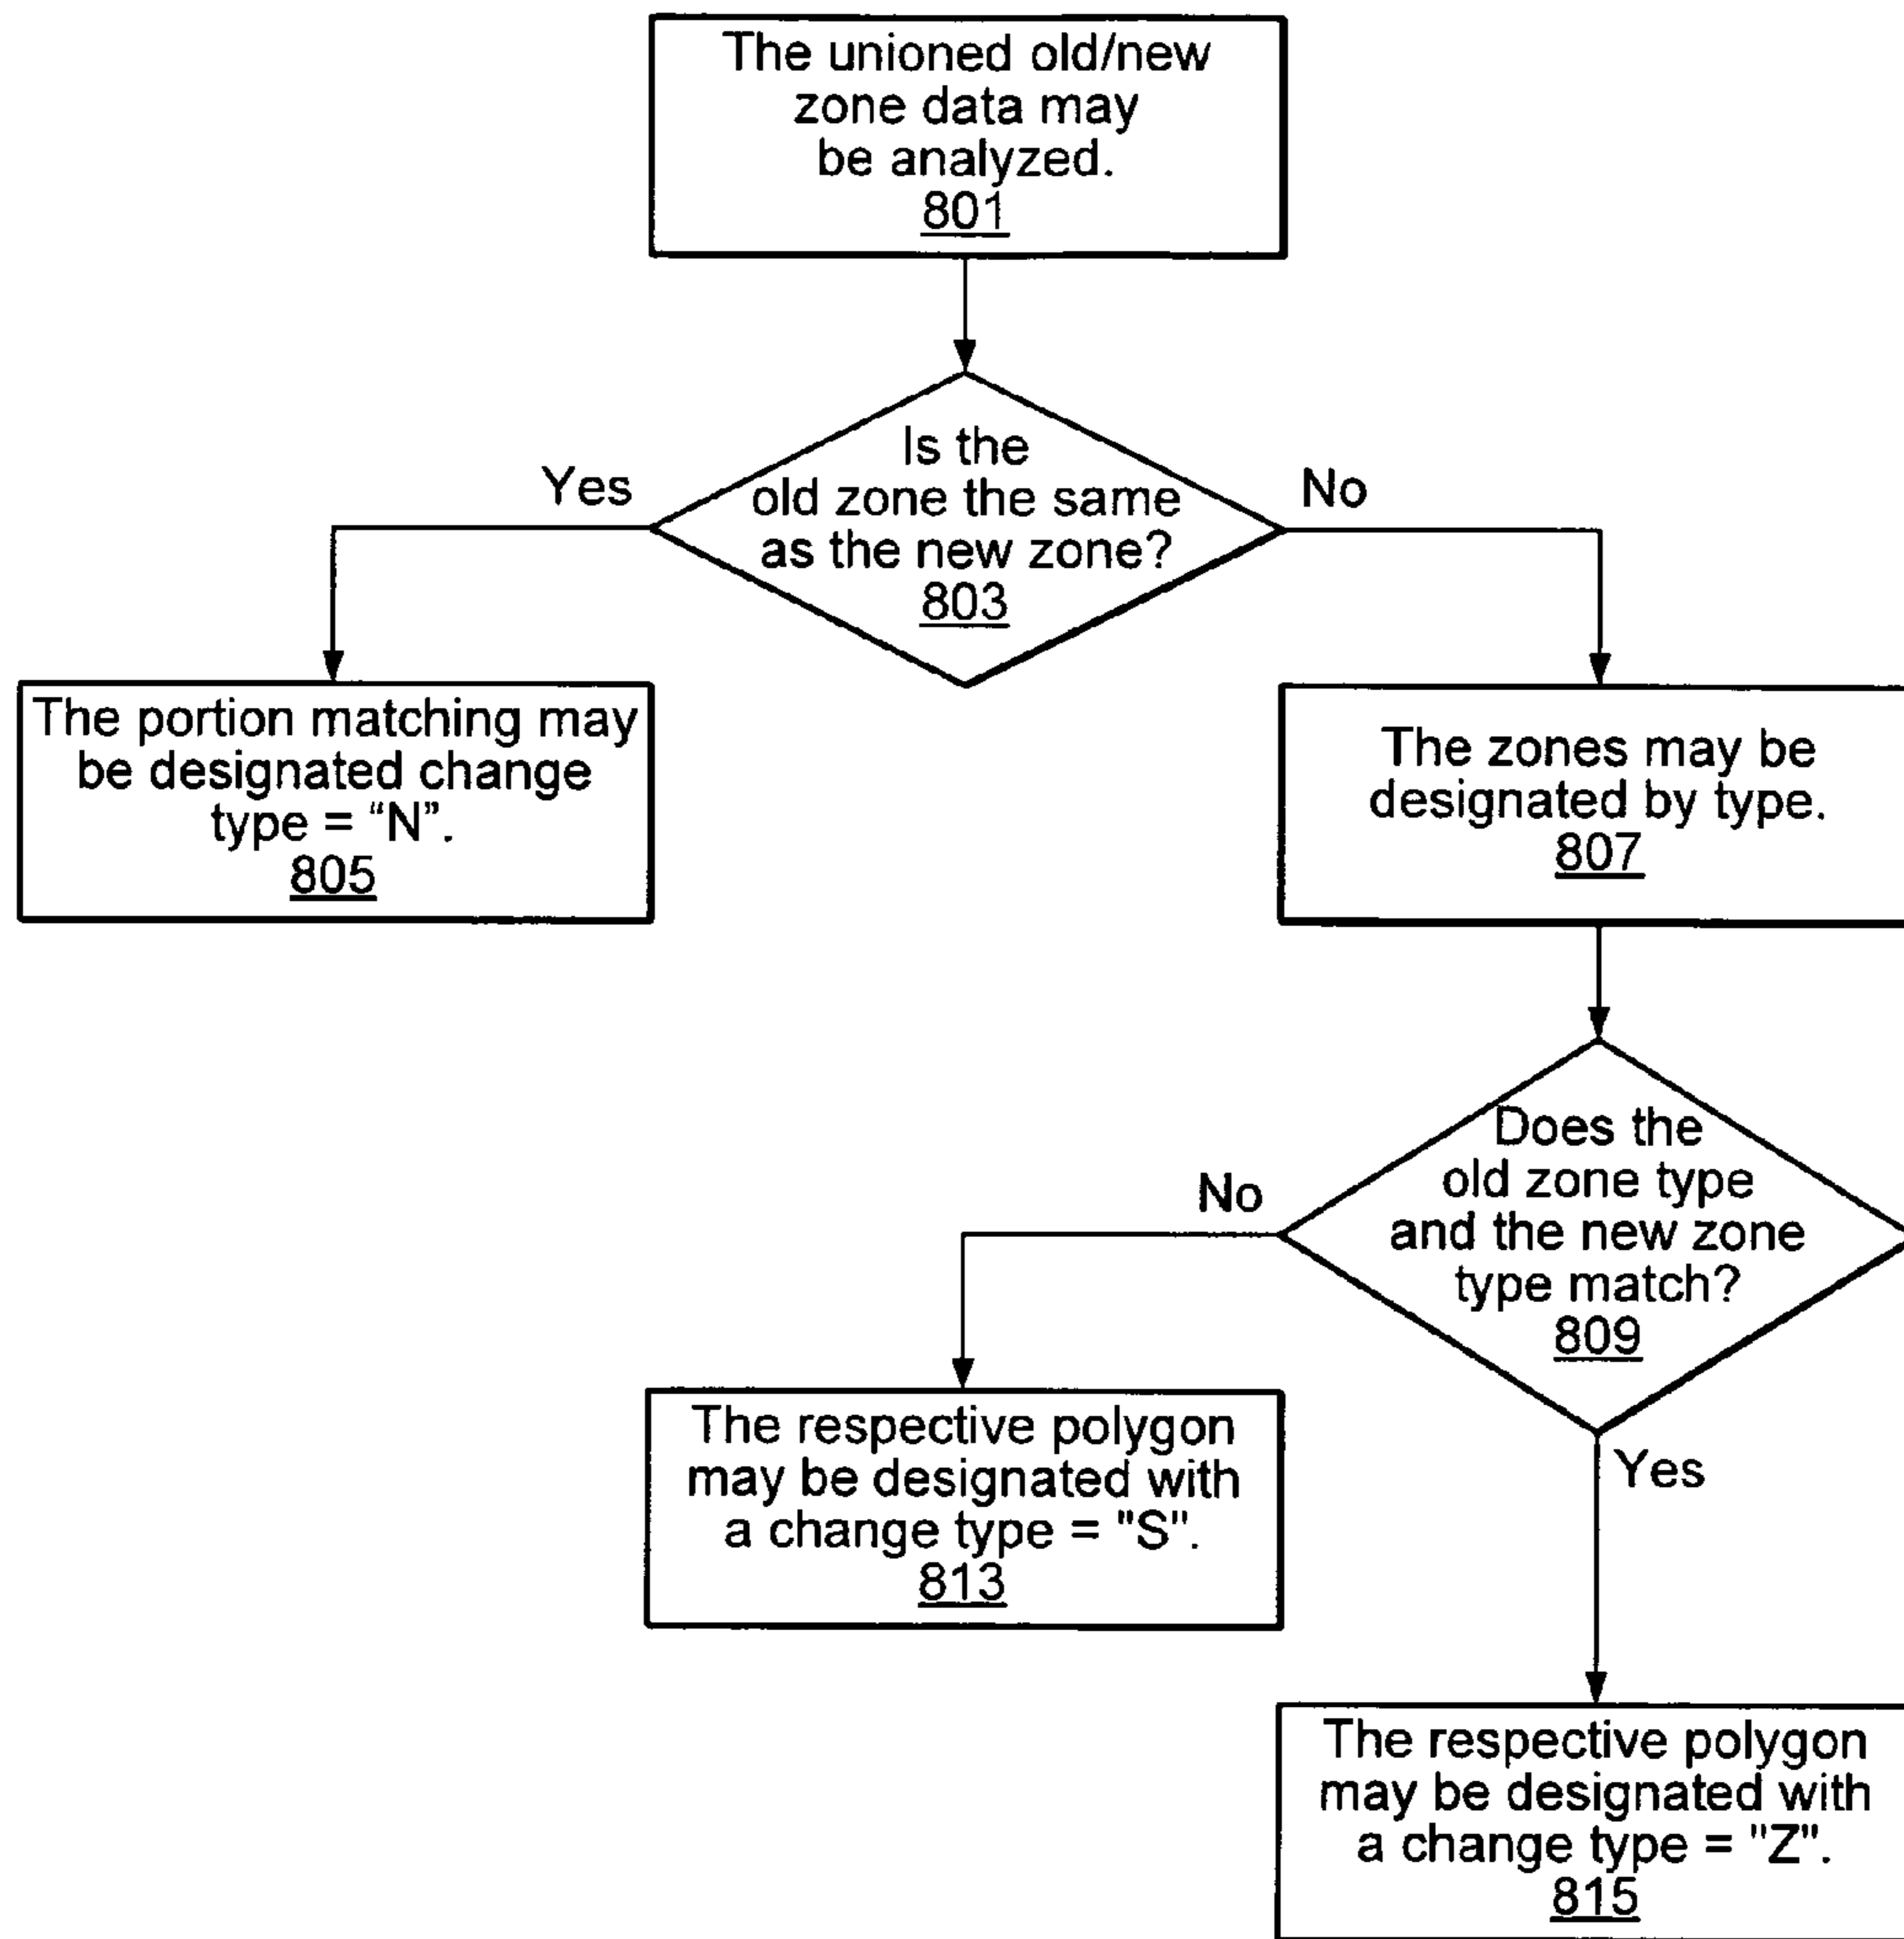 The unioned old/new
zone data may
be analyzed.
801
Is the
old zone the same
as the new zone?
803
Yes
No
The portion matching may
be designated change
type = “N”.
805
The zones may be
designated by type.
807
Does the
old zone type
and the new zone
type match?
809
No
Yes
The respective polygon
may be designated with
a change type = "S".
813
The respective polygon
may be designated with
a change type = "Z".
815